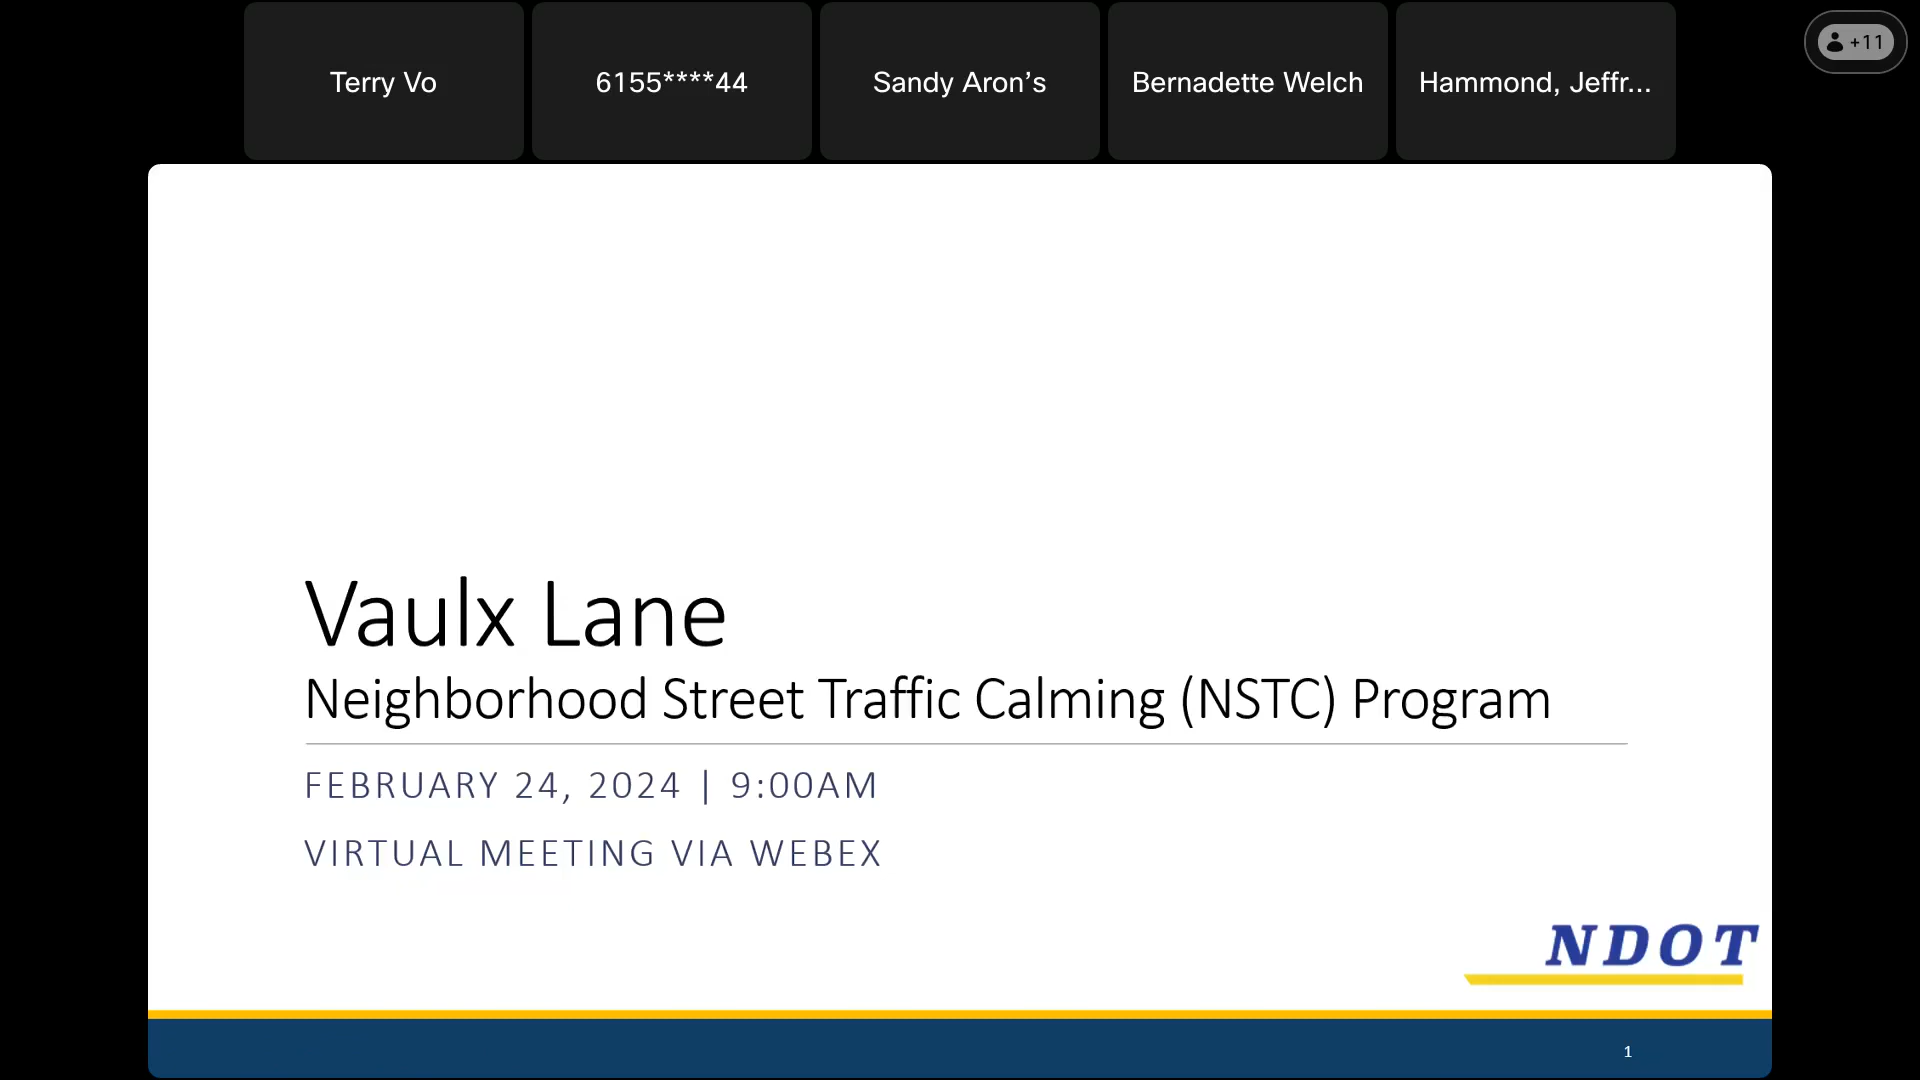 Terry Vo
6155****44
Sandy Aron’s
Bernadette Welch
Hammond, Jeffr...
+11
Vaulx Lane
Neighborhood Street Traffic Calming (NSTC) Program
FEBRUARY 24, 2024 | 9:00AM
VIRTUAL MEETING VIA WEBEX
NDOT
1